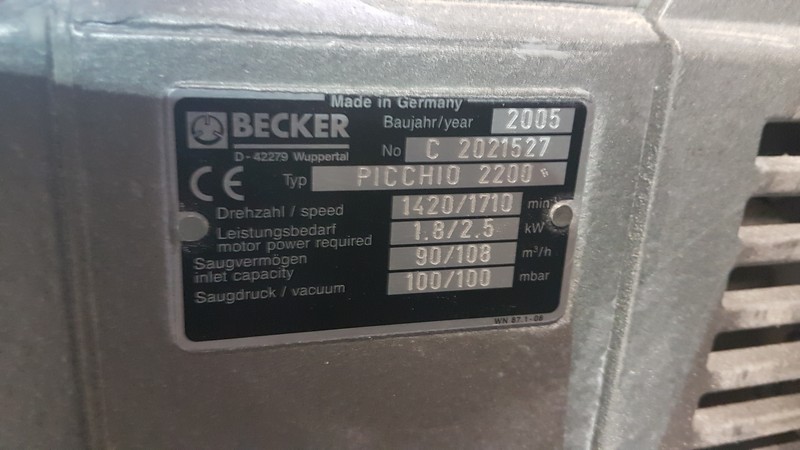 Made in Germany
BECKER
Baujahr/year 2005
D-42279 Wuppertal
No C 2021527
CE Typ PICCHIO 2200
Drehzahl / speed 1420/1710 min
Leistungsbedarf
motor power required 1.8/2.5 kW
Saugvermögen
inlet capacity 90/108 m³/h
Saugdruck / vacuum 100/100 mbar
WN 87.1-08